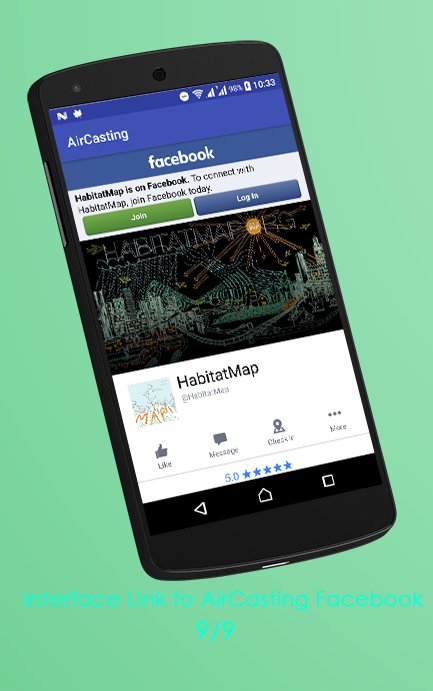 98% 10:33
AirCasting
facebook
HabitatMap is on Facebook. To connect with
HabitatMap, join Facebook today.
Join Log In
HABITATMAP.ORG
MAP!
HabitatMap
@HabitatMap
Like Message Check In More
5.0
Interface Link to AirCasting Facebook
9/9